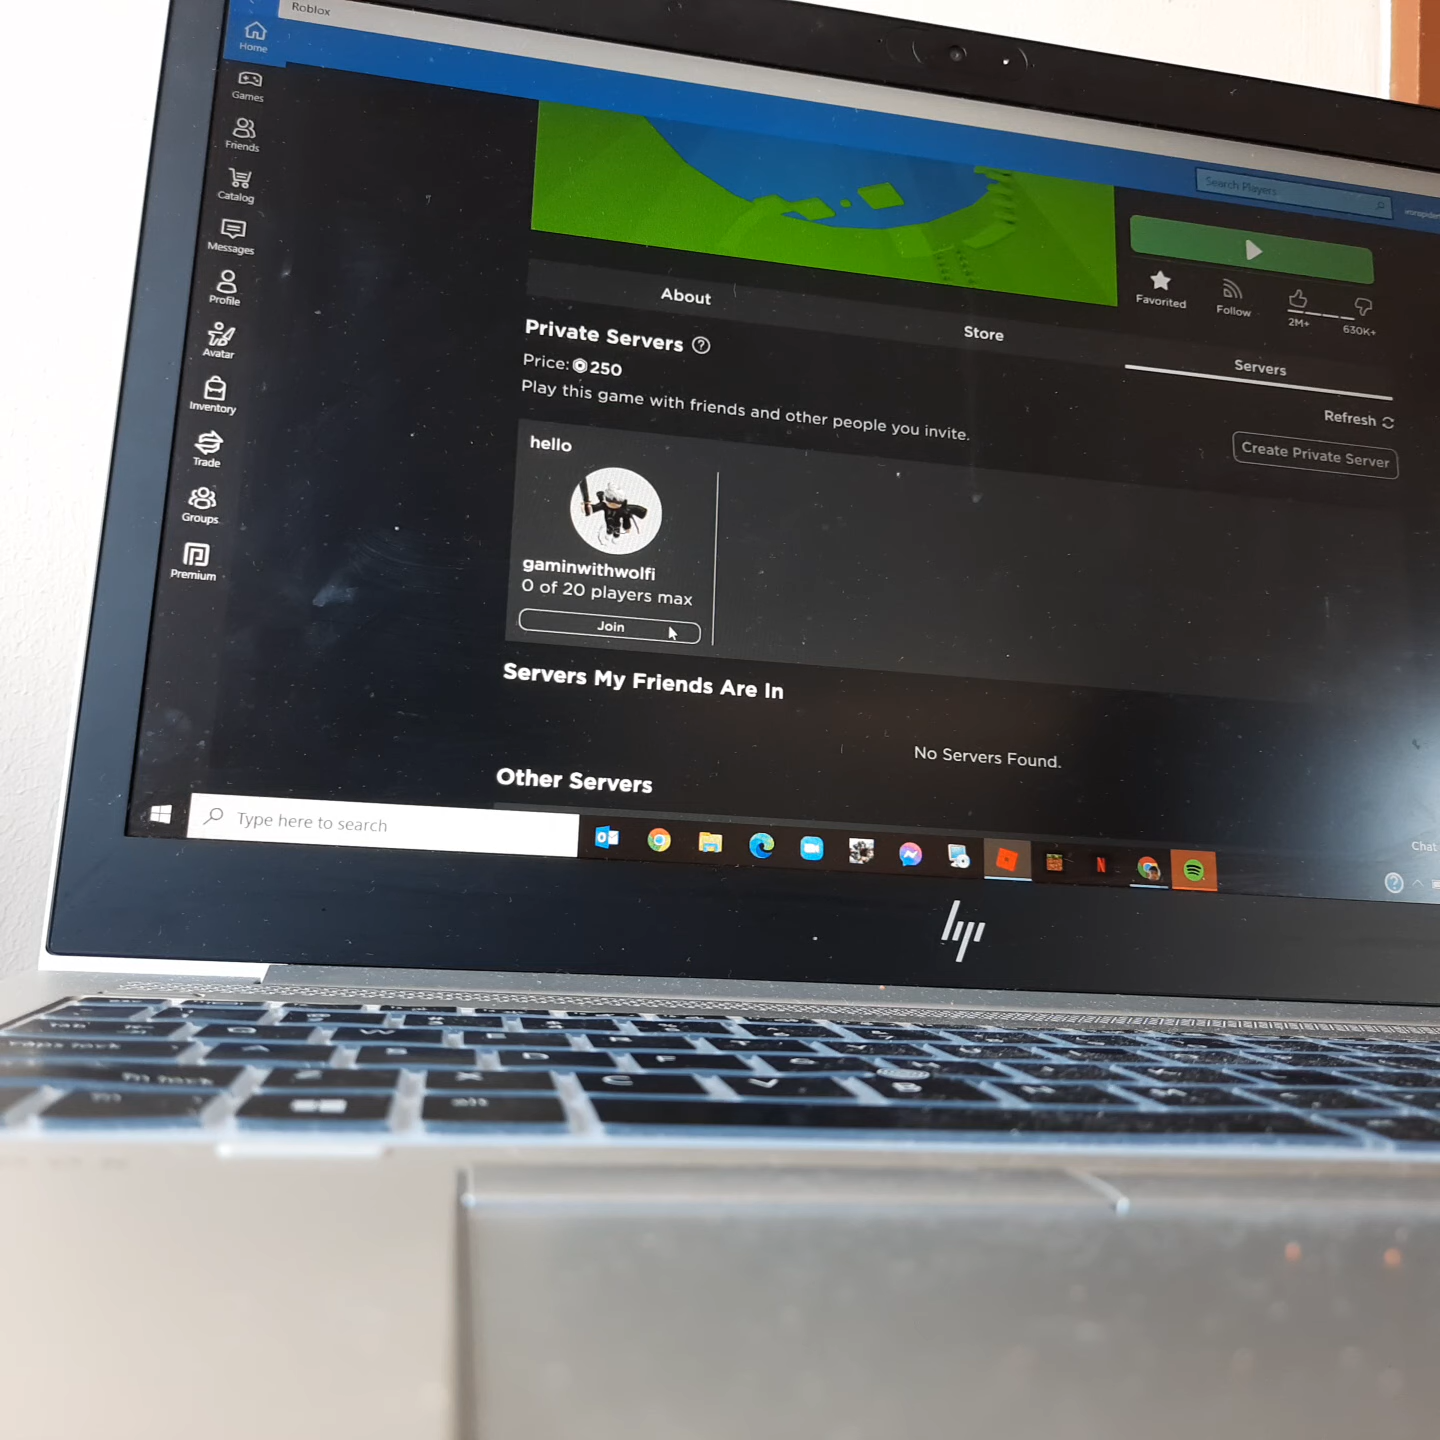 Roblox
Home
Games
Friends
Catalog
Messages
Profile
Avatar
Inventory
Trade
Groups
Premium
Search Players
Favorited
Follow
2M+
630K+
About
Store
Servers
Private Servers ?
Price: 250
Play this game with friends and other people you invite.
Refresh
Create Private Server
hello
gaminwithwolfi
0 of 20 players max
Join
Servers My Friends Are In
No Servers Found.
Other Servers
Chat
Type here to search
hp